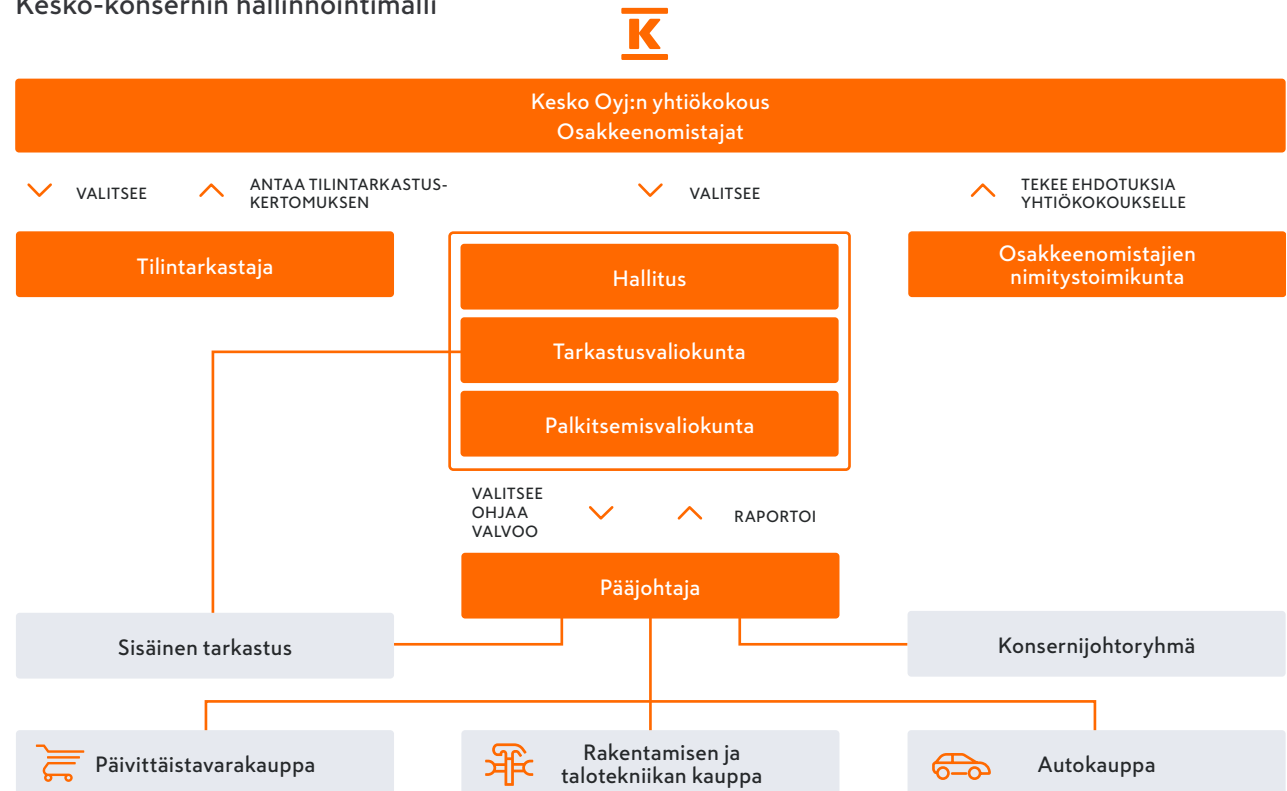 Kesko-konsernin hallinnointimalli
K
Kesko Oyj:n yhtiökokous
Osakkeenomistajat
VALITSEE
ANTAA TILINTARKASTUS-
KERTOMUKSEN
VALITSEE
TEKEE EHDOTUKSIA
YHTIÖKOKOUKSELLE
Tilintarkastaja
Hallitus
Tarkastusvaliokunta
Palkitsemisvaliokunta
Osakkeenomistajien
nimitystoimikunta
VALITSEE
OHJAA
VALVOO
RAPORTOI
Pääjohtaja
Sisäinen tarkastus
Konsernijohtoryhmä
Päivittäistavarakauppa
Rakentamisen ja
talotekniikan kauppa
Autokauppa